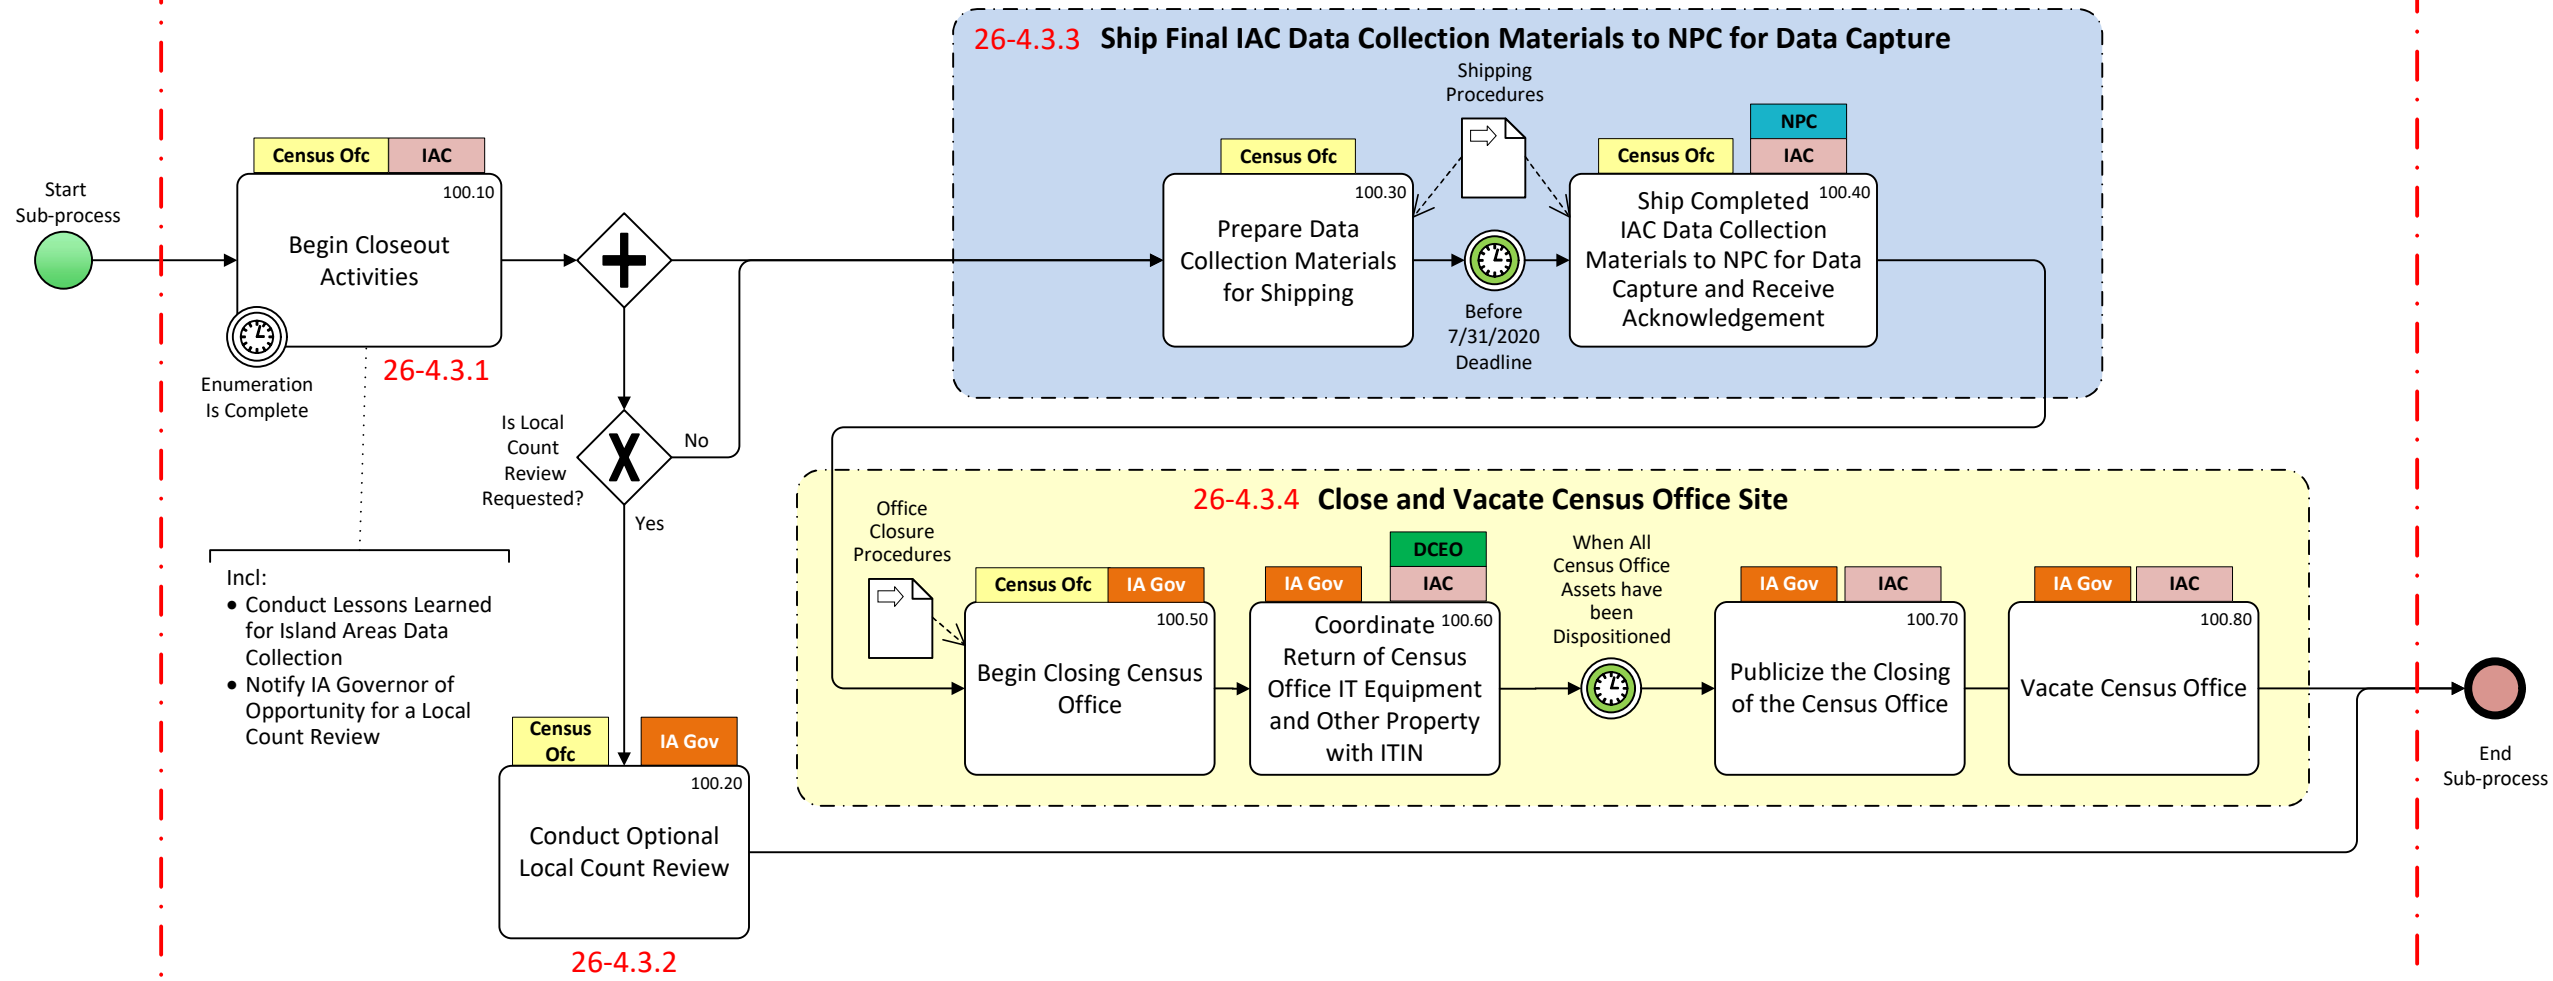 Start
Sub-process
Census Ofc
IAC
100.10
Begin Closeout
Activities
Enumeration
Is Complete
26-4.3.1
Incl:
• Conduct Lessons Learned
for Island Areas Data
Collection
• Notify IA Governor of
Opportunity for a Local
Count Review
Is Local
Count
Review
Requested?
No
Yes
Census
Ofc
IA Gov
100.20
Conduct Optional
Local Count Review
26-4.3.2
26-4.3.3 Ship Final IAC Data Collection Materials to NPC for Data Capture
Shipping
Procedures
Census Ofc
100.30
Prepare Data
Collection Materials
for Shipping
Before
7/31/2020
Deadline
Census Ofc
NPC
IAC
100.40
Ship Completed
IAC Data Collection
Materials to NPC for Data
Capture and Receive
Acknowledgement
26-4.3.4 Close and Vacate Census Office Site
Office
Closure
Procedures
Census Ofc
IA Gov
100.50
Begin Closing Census
Office
IA Gov
DCEO
IAC
100.60
Coordinate
Return of Census
Office IT Equipment
and Other Property
with ITIN
When All
Census Office
Assets have
been
Dispositioned
IA Gov
IAC
100.70
Publicize the Closing
of the Census Office
IA Gov
IAC
100.80
Vacate Census Office
End
Sub-process